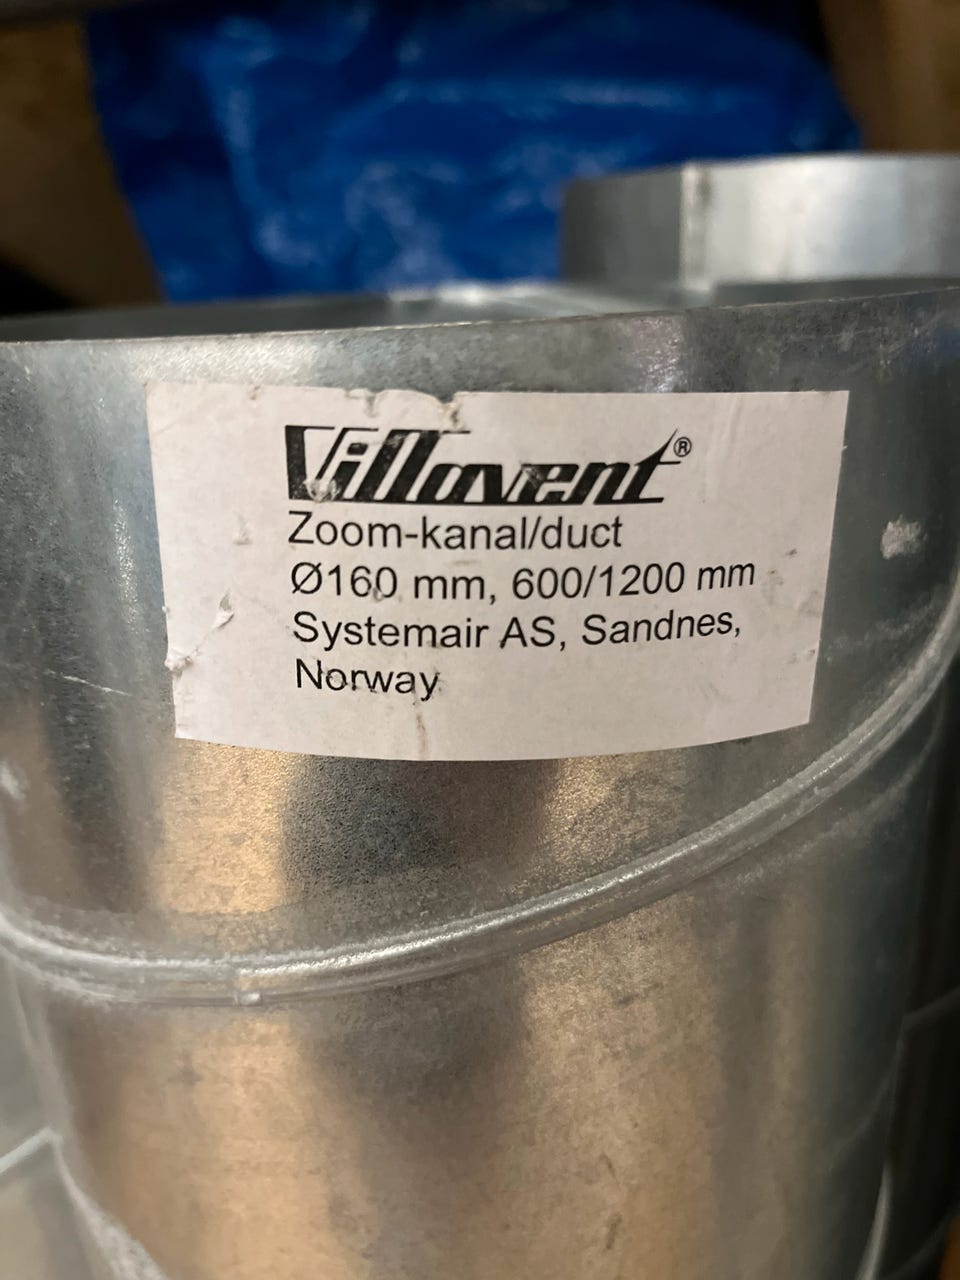 Villavent®
Zoom-kanal/duct
Ø160 mm, 600/1200 mm
Systemair AS, Sandnes,
Norway